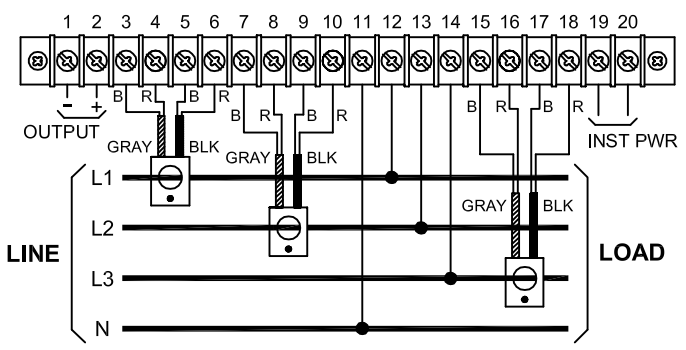 1 2 3 4 5 6 7 8 9 10 11 12 13 14 15 16 17 18 19 20
- +
B R B R B R B R B R B R
OUTPUT
INST PWR
GRAY BLK
GRAY BLK
L1
GRAY BLK
L2
LINE LOAD
L3
N